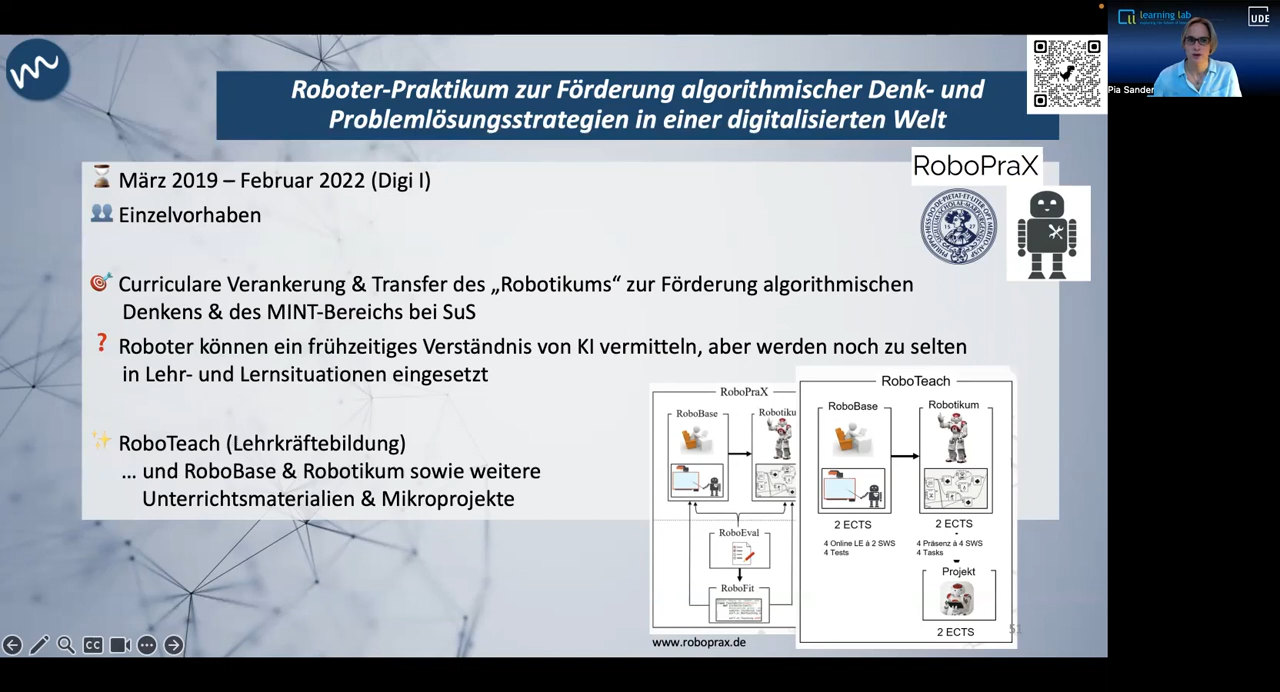 learning lab
UDE
Pia Sander
Roboter-Praktikum zur Förderung algorithmischer Denk- und
Problemlösungsstrategien in einer digitalisierten Welt
RoboPraX
März 2019 – Februar 2022 (Digi I)
Einzelvorhaben
Curriculare Verankerung & Transfer des „Robotikums“ zur Förderung algorithmischen
Denkens & des MINT-Bereichs bei SuS
Roboter können ein frühzeitiges Verständnis von KI vermitteln, aber werden noch zu selten
in Lehr- und Lernsituationen eingesetzt
RoboTeach (Lehrkräftebildung)
... und RoboBase & Robotikum sowie weitere
Unterrichtsmaterialien & Mikroprojekte
RoboPraX
RoboBase
Robotiku
RoboEval
RoboFit
RoboTeach
RoboBase
Robotikum
2 ECTS
2 ECTS
4 Online LE à 2 SWS
4 Tests
4 Präsenz à 4 SWS
4 Tasks
Projekt
2 ECTS
51
www.roboprax.de
CC